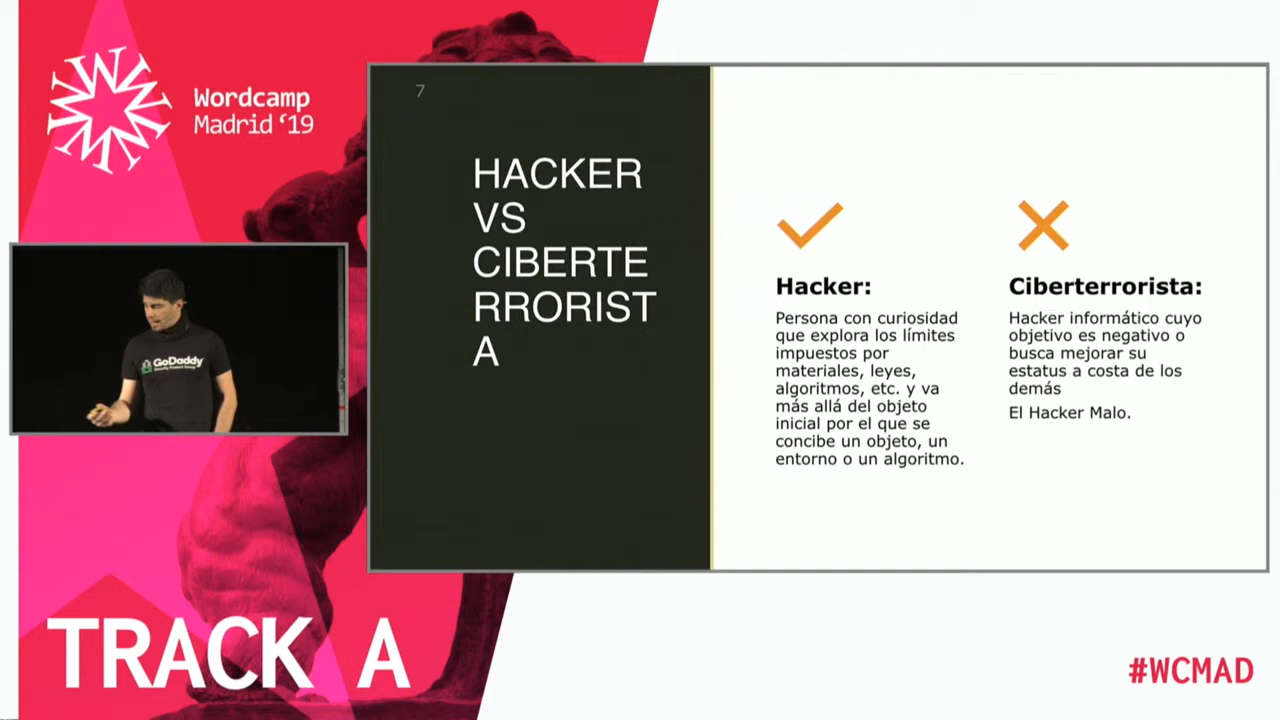 Wordcamp
Madrid ‘19
7
HACKER
VS
CIBERTE
RRORIST
A
Hacker:
Persona con curiosidad
que explora los límites
impuestos por
materiales, leyes,
algoritmos, etc. y va
más allá del objeto
inicial por el que se
concibe un objeto, un
entorno o un algoritmo.
Ciberterrorista:
Hacker informático cuyo
objetivo es negativo o
busca mejorar su
estatus a costa de los
demás
El Hacker Malo.
GoDaddy
TRACK A
#WCMAD